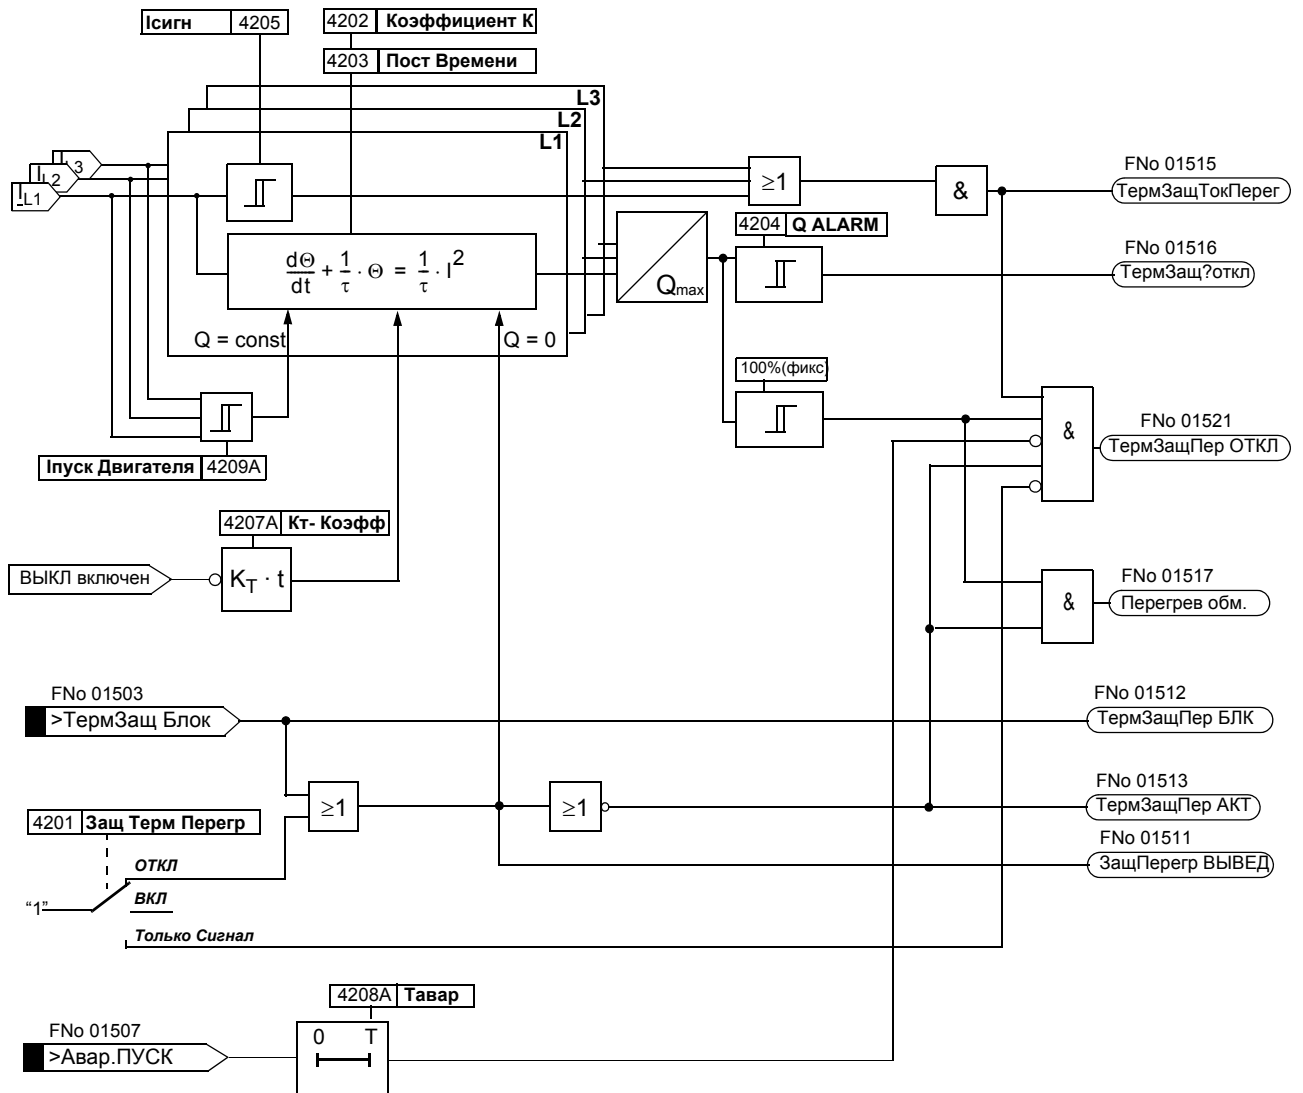 Iсигн 4205
4202 Коэффициент К
4203 Пост Времени
L3
L2
L1
IL3
IL2
IL1
≥1
&
FNo 01515
ТермЗащТокПерег
4204 Q ALARM
FNo 01516
ТермЗащ?откл
dΘ/dt + 1/τ · Θ = 1/τ · I²
Qmax
Q = const
Q = 0
100%(фикс)
&
FNo 01521
ТермЗащПер ОТКЛ
Iпуск Двигателя 4209A
4207A Кт- Коэфф
ВЫКЛ включен
KT · t
&
FNo 01517
Перегрев обм.
FNo 01503
>ТермЗащ Блок
FNo 01512
ТермЗащПер БЛК
≥1
≥1
FNo 01513
ТермЗащПер АКТ
4201 Защ Терм Перегр
FNo 01511
ЗащПерегр ВЫВЕД
ОТКЛ
“1”
ВКЛ
Только Сигнал
4208A Тавар
FNo 01507
>Авар.ПУСК
0 T